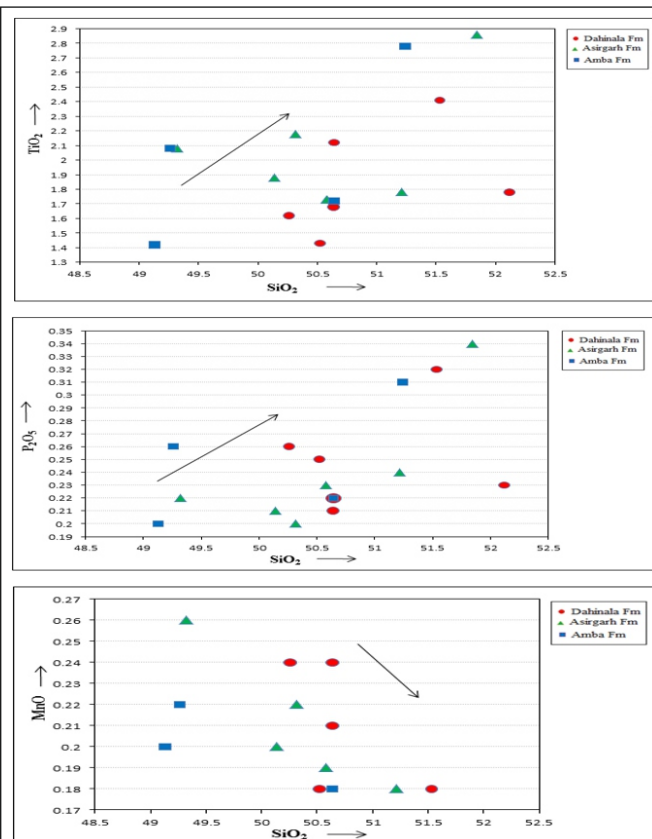 2.9
2.8
2.7
2.6
2.5
2.4
2.3
2.2
2.1
2
1.9
1.8
1.7
1.6
1.5
1.4
1.3
TiO₂
48.5 49 49.5 50 50.5 51 51.5 52 52.5
SiO₂
Dahinala Fm
Asirgarh Fm
Amba Fm
0.35
0.34
0.33
0.32
0.31
0.3
0.29
0.28
0.27
0.26
0.25
0.24
0.23
0.22
0.21
0.2
0.19
P₂O₅
48.5 49 49.5 50 50.5 51 51.5 52 52.5
SiO₂
Dahinala Fm
Asirgarh Fm
Amba Fm
0.27
0.26
0.25
0.24
0.23
0.22
0.21
0.2
0.19
0.18
0.17
MnO
48.5 49 49.5 50 50.5 51 51.5 52 52.5
SiO₂
Dahinala Fm
Asirgarh Fm
Amba Fm